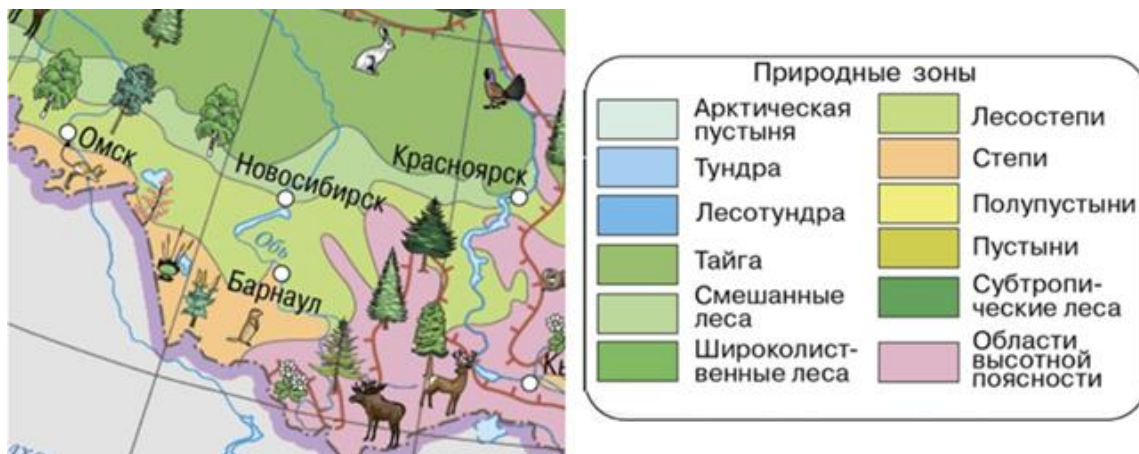 Омск
Новосибирск
Красноярск
Обь
Барнаул
Природные зоны
Арктическая
пустыня
Тундра
Лесотундра
Тайга
Смешанные
леса
Широколист-
венные леса
Лесостепи
Степи
Полупустыни
Пустыни
Субтропи-
ческие леса
Области
высотной
поясности